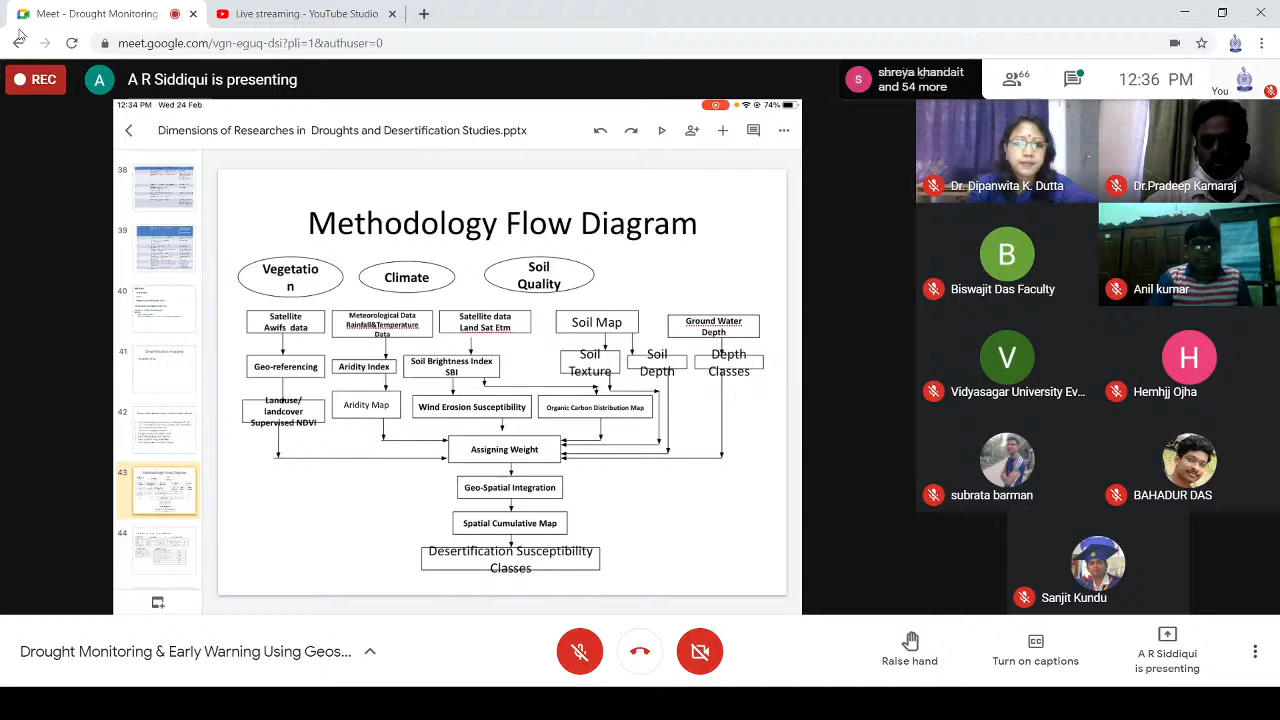 Meet - Drought Monitoring
Live streaming - YouTube Studio
meet.google.com/vgn-eguq-dsi?pli=1&authuser=0
REC
A
A R Siddiqui is presenting
S
shreya khandait
and 54 more
66
12:36 PM
You
12:34 PM Wed 24 Feb
74%
Dimensions of Researches in Droughts and Desertification Studies.pptx
38
39
40
41
42
43
44
Methodology Flow Diagram
Vegetatio
n
Climate
Soil
Quality
Satellite
Awifs data
Meteorological Data
Rainfall&Temperature
Data
Satellite data
Land Sat Etm
Soil Map
Ground Water
Depth
Geo-referencing
Aridity Index
Soil Brightness Index
SBI
Soil
Texture
Soil
Depth
Depth
Classes
Landuse/
landcover
Supervised NDVI
Aridity Map
Wind Erosion Susceptibility
Organic Carbon Distribution Map
Assigning Weight
Geo-Spatial Integration
Spatial Cumulative Map
Desertification Susceptibility
Classes
Dr. Dipanwita Dutta
Dr.Pradeep Kamaraj
B
Biswajit Das Faculty
Anil kumar
V
Vidyasagar University Ev...
H
Hemhjj Ojha
subrata barman
BAHADUR DAS
Sanjit Kundu
Drought Monitoring & Early Warning Using Geos...
Raise hand
Turn on captions
A R Siddiqui
is presenting